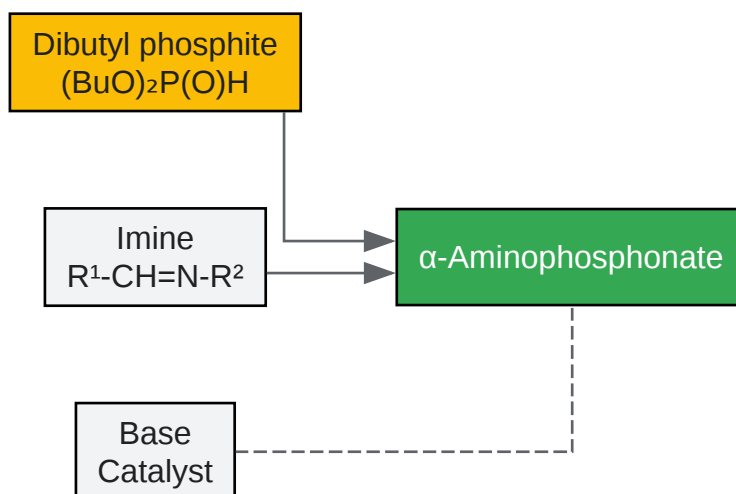 Dibutyl phosphite
(BuO)₂P(O)H
Imine
R¹-CH=N-R²
α-Aminophosphonate
Base
Catalyst